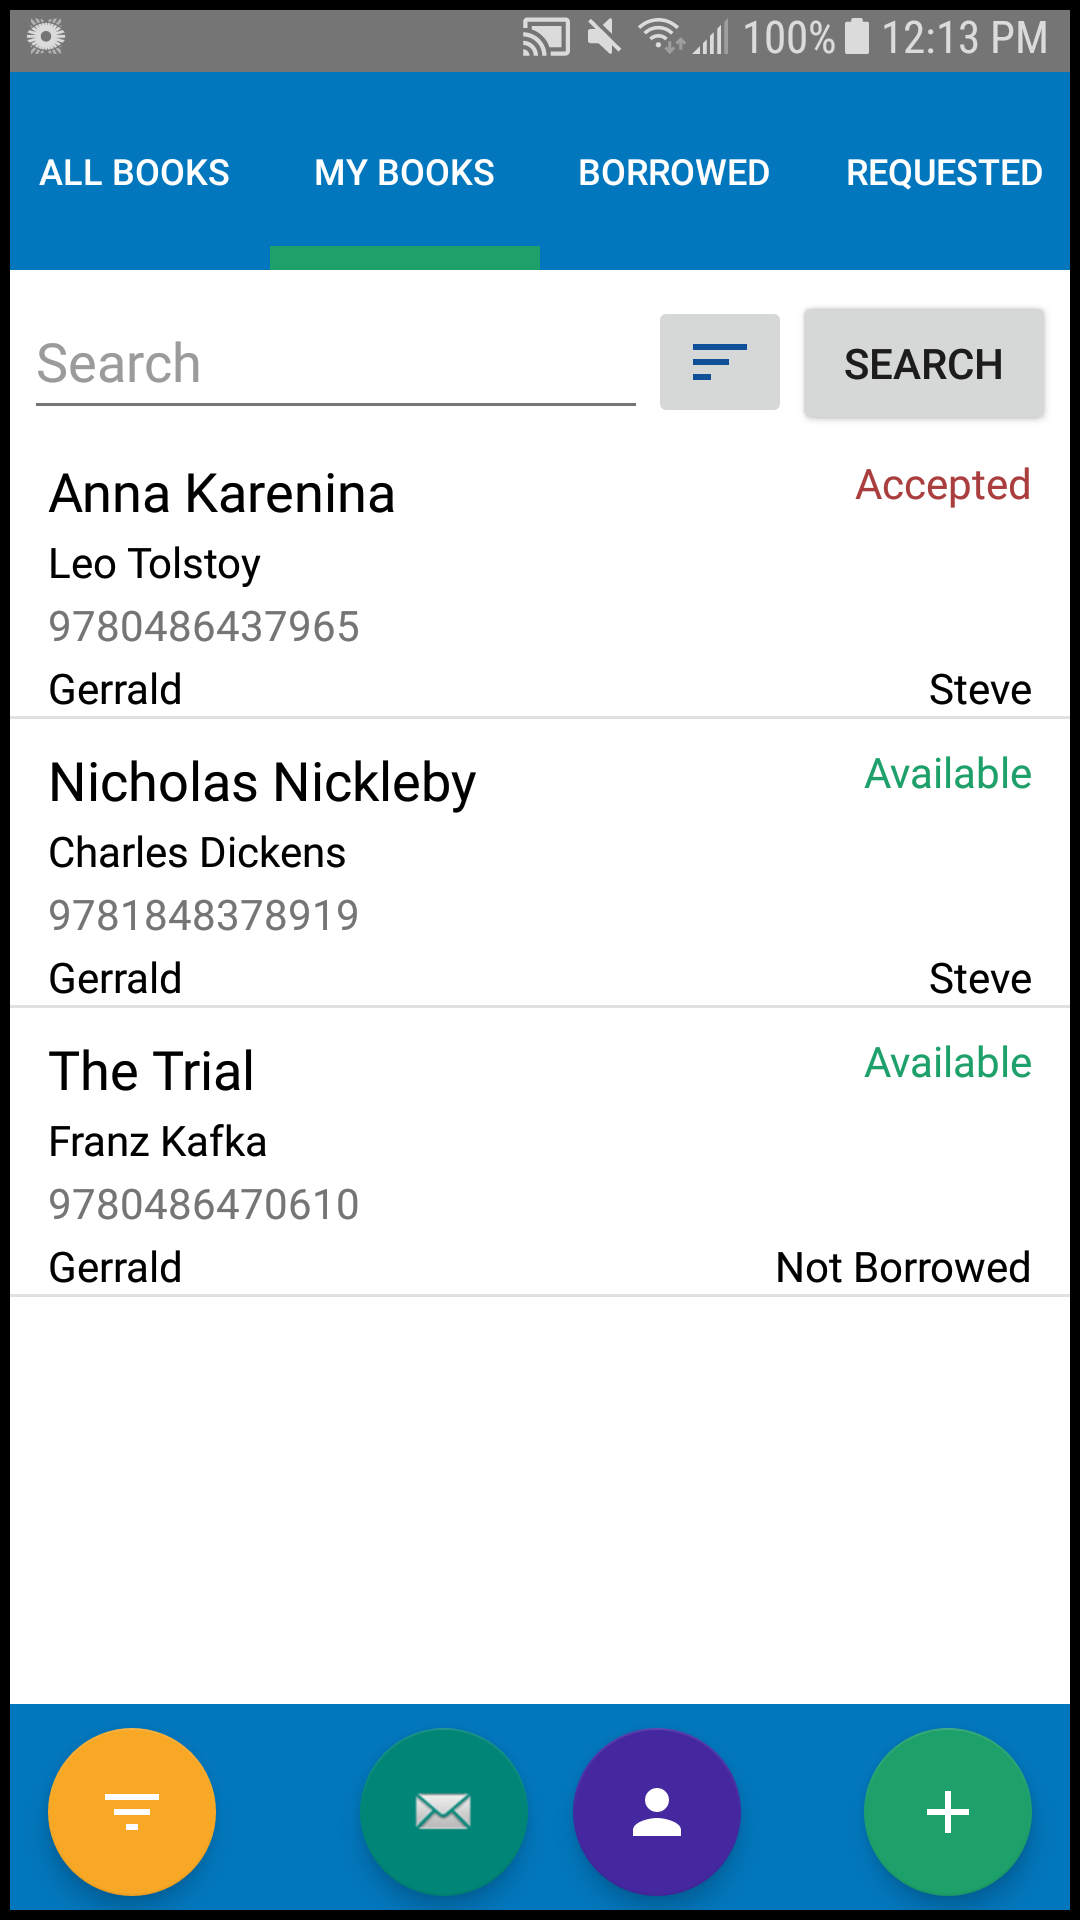 100% 12:13 PM
ALL BOOKS MY BOOKS BORROWED REQUESTED
Search SEARCH
Anna Karenina Accepted
Leo Tolstoy
9780486437965
Gerrald Steve
Nicholas Nickleby Available
Charles Dickens
9781848378919
Gerrald Steve
The Trial Available
Franz Kafka
9780486470610
Gerrald Not Borrowed